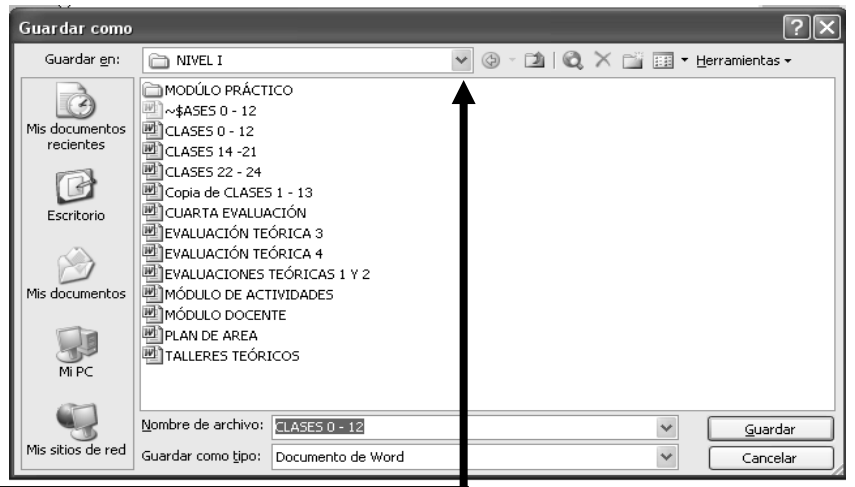 Guardar como
Guardar en:
NIVEL I
Herramientas
Mis documentos recientes
Escritorio
Mis documentos
Mi PC
Mis sitios de red
MODÚLO PRÁCTICO
~$ASES 0 - 12
CLASES 0 - 12
CLASES 14 -21
CLASES 22 - 24
Copia de CLASES 1 - 13
CUARTA EVALUACIÓN
EVALUACIÓN TEÓRICA 3
EVALUACIÓN TEÓRICA 4
EVALUACIONES TEÓRICAS 1 Y 2
MÓDULO DE ACTIVIDADES
MÓDULO DOCENTE
PLAN DE AREA
TALLERES TEÓRICOS
Nombre de archivo:
CLASES 0 - 12
Guardar
Guardar como tipo:
Documento de Word
Cancelar